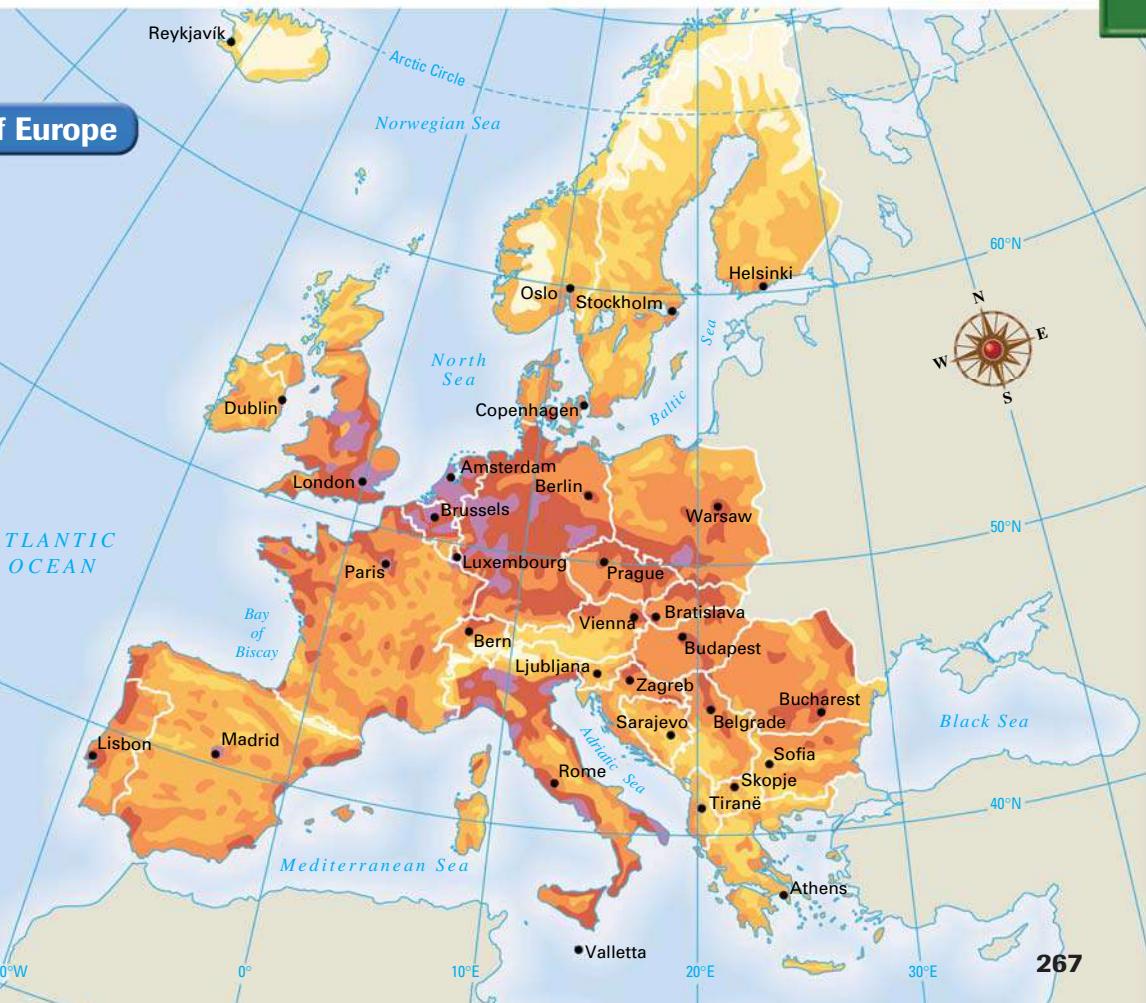 Reykjavík
Arctic Circle
f Europe
Norwegian Sea
60°N
Helsinki
Oslo
Stockholm
N
E
W
S
Sea
Baltic
North
Sea
Dublin
Copenhagen
London
Amsterdam
Berlin
Brussels
Warsaw
50°N
TLANTIC
OCEAN
Paris
Luxembourg
Prague
Bay
of
Biscay
Vienna
Bratislava
Bern
Budapest
Ljubljana
Zagreb
Bucharest
Sarajevo
Belgrade
Black Sea
Lisbon
Madrid
Adriatic Sea
Sofia
Rome
Skopje
Tiranë
40°N
Mediterranean Sea
Athens
Valletta
0°W
0°
10°E
20°E
30°E
267